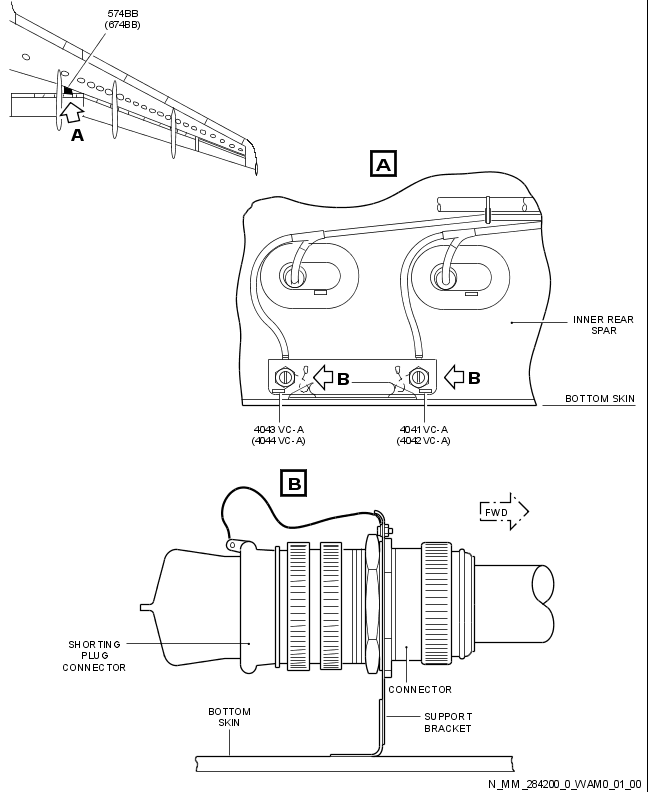 574BB
(674BB)
A
A
INNER REAR
SPAR
B
B
BOTTOM SKIN
4043 VC-A
(4044 VC-A)
4041 VC-A
(4042 VC-A)
B
FWD
SHORTING
PLUG
CONNECTOR
CONNECTOR
BOTTOM
SKIN
SUPPORT
BRACKET
N_MM_284200_0_WAM0_01_00